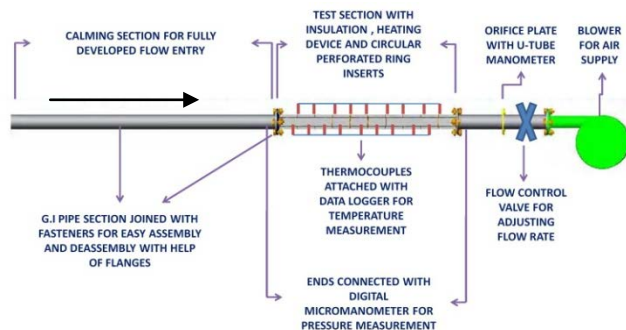 CALMING SECTION FOR FULLY
DEVELOPED FLOW ENTRY
TEST SECTION WITH
INSULATION , HEATING
DEVICE AND CIRCULAR
PERFORATED RING
INSERTS
ORIFICE PLATE
WITH U-TUBE
MANOMETER
BLOWER
FOR AIR
SUPPLY
G.I PIPE SECTION JOINED WITH
FASTENERS FOR EASY ASSEMBLY
AND DEASSEMBLY WITH HELP
OF FLANGES
THERMOCOUPLES
ATTACHED WITH
DATA LOGGER FOR
TEMPERATURE
MEASUREMENT
FLOW CONTROL
VALVE FOR
ADJUSTING
FLOW RATE
ENDS CONNECTED WITH
DIGITAL
MICROMANOMETER FOR
PRESSURE MEASUREMENT